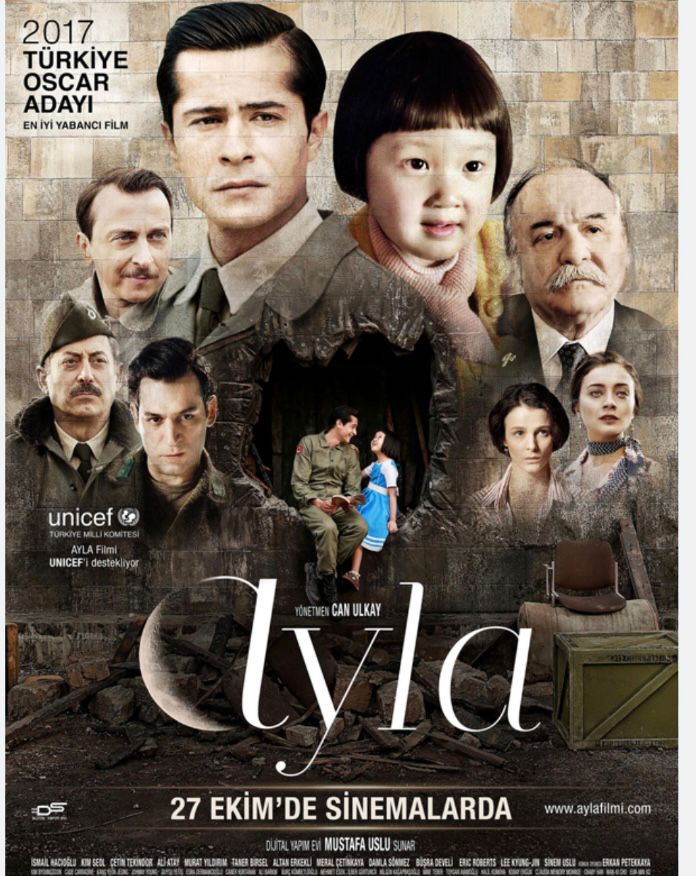 2017
TÜRKİYE
OSCAR
ADAYI
EN İYİ YABANCI FİLM
unicef
TÜRKİYE MİLLİ KOMİTESİ
AYLA Filmi
UNICEF'i destekliyor
YÖNETMEN CAN ULKAY
Ayla
DS
27 EKİM'DE SİNEMALARDA
www.aylafilmi.com
DİJİTAL YAPIM EVİ MUSTAFA USLU SUNAR
İSMAİL HACIOĞLU KIM SEOL ÇETİN TEKİNDOR ALİ ATAY MURAT YILDIRIM TANER BİRSEL ALTAN ERKEKLİ MERAL ÇETİNKAYA DAMLA SÖNMEZ BÜŞRA DEVELİ ERIC ROBERTS LEE KYUNG-JIN SİNEM USLU ERKAN PETEKKAYA